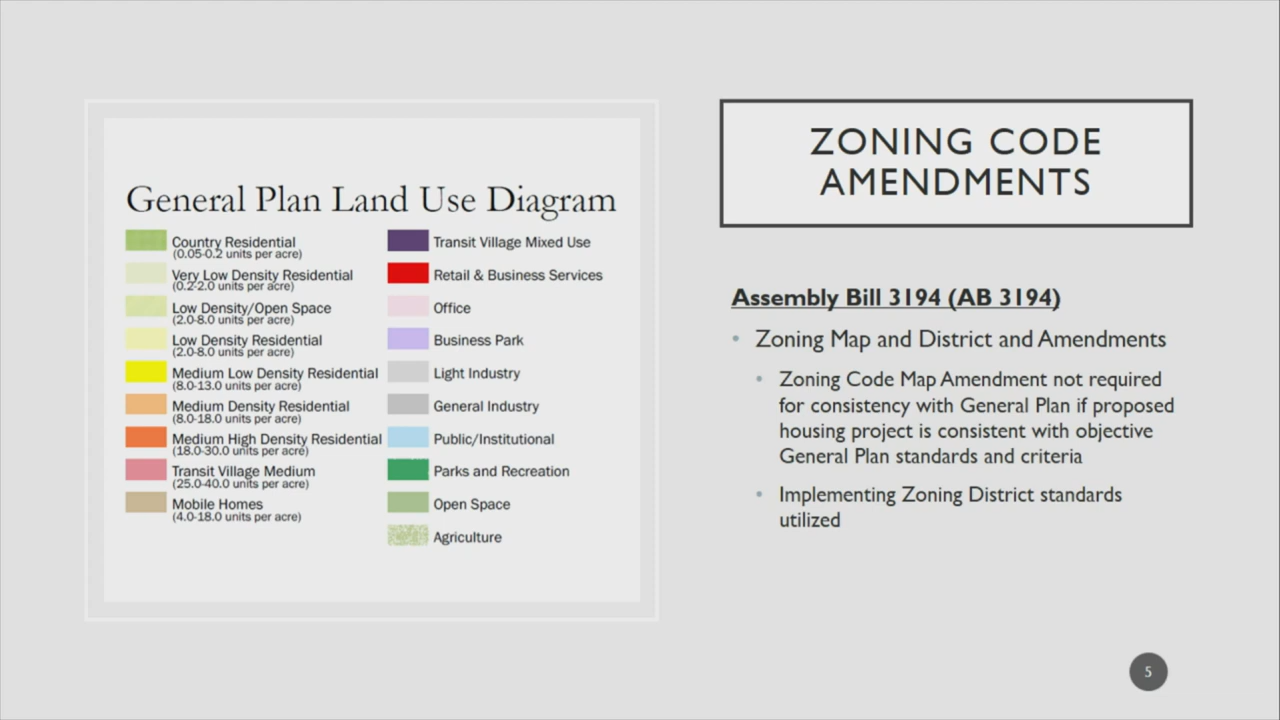 General Plan Land Use Diagram
Country Residential
(0.05-0.2 units per acre)
Very Low Density Residential
(0.2-2.0 units per acre)
Low Density/Open Space
(2.0-8.0 units per acre)
Low Density Residential
(2.0-8.0 units per acre)
Medium Low Density Residential
(8.0-13.0 units per acre)
Medium Density Residential
(8.0-18.0 units per acre)
Medium High Density Residential
(18.0-30.0 units per acre)
Transit Village Medium
(25.0-40.0 units per acre)
Mobile Homes
(4.0-18.0 units per acre)
Transit Village Mixed Use
Retail & Business Services
Office
Business Park
Light Industry
General Industry
Public/Institutional
Parks and Recreation
Open Space
Agriculture
ZONING CODE
AMENDMENTS
Assembly Bill 3194 (AB 3194)
• Zoning Map and District and Amendments
• Zoning Code Map Amendment not required
for consistency with General Plan if proposed
housing project is consistent with objective
General Plan standards and criteria
• Implementing Zoning District standards
utilized
5